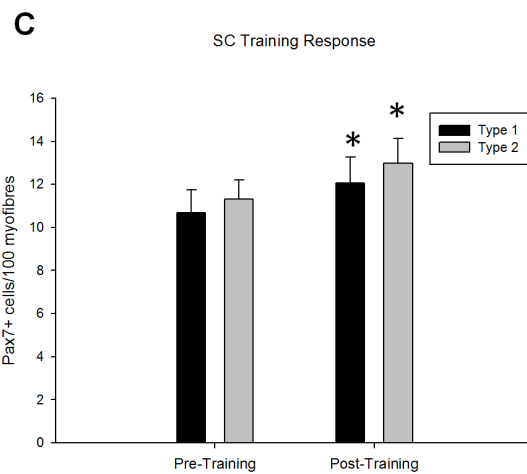 C
SC Training Response
Pax7+ cells/100 myofibres
16
14
12
10
8
6
4
2
0
* *
Type 1
Type 2
Pre-Training Post-Training